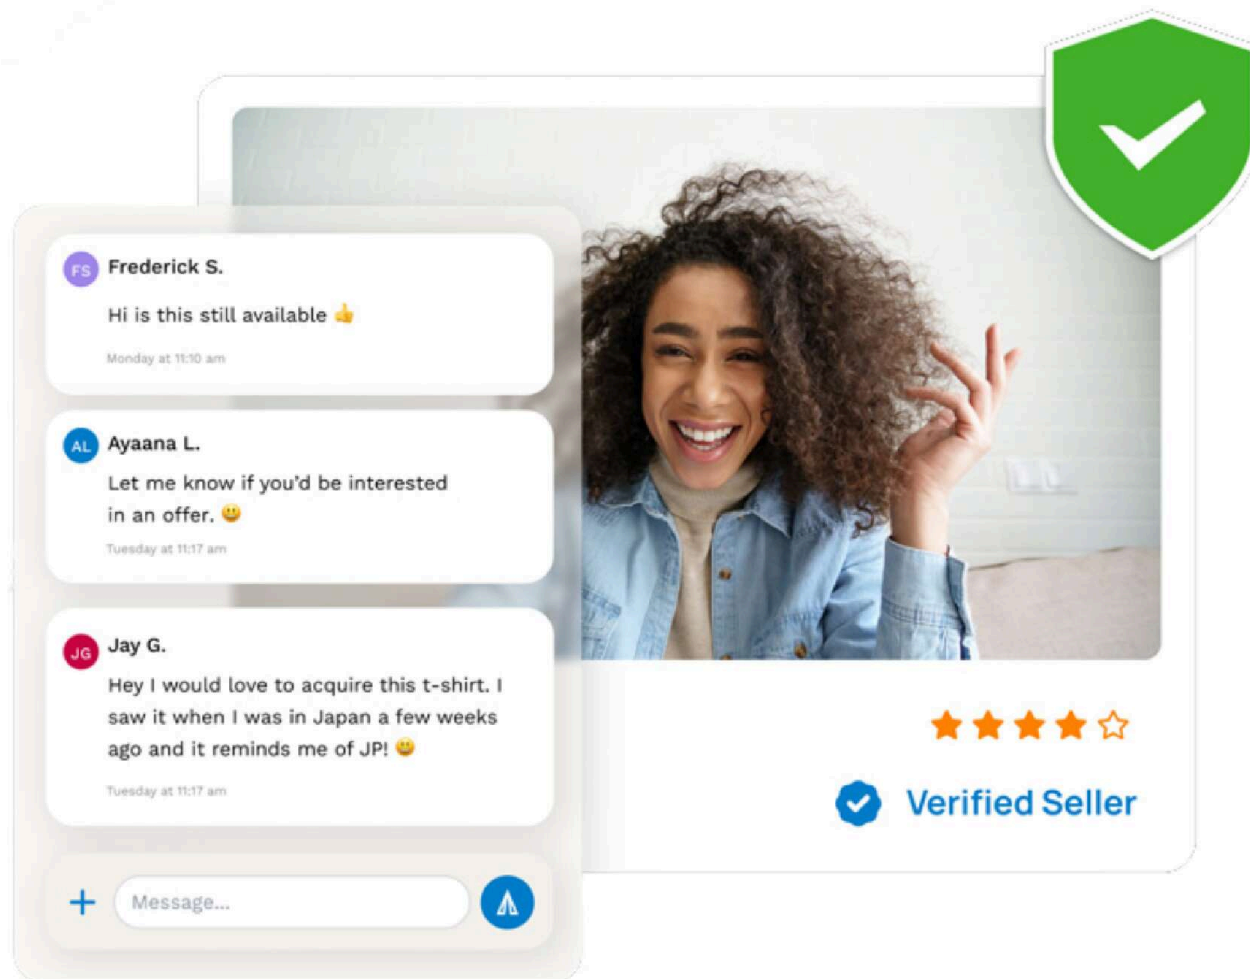 FS Frederick S.
Hi is this still available 👍
Monday at 11:10 am
AL Ayaana L.
Let me know if you’d be interested
in an offer. 😃
Tuesday at 11:17 am
JG Jay G.
Hey I would love to acquire this t-shirt. I
saw it when I was in Japan a few weeks
ago and it reminds me of JP! 😃
Tuesday at 11:17 am
Message...
Verified Seller